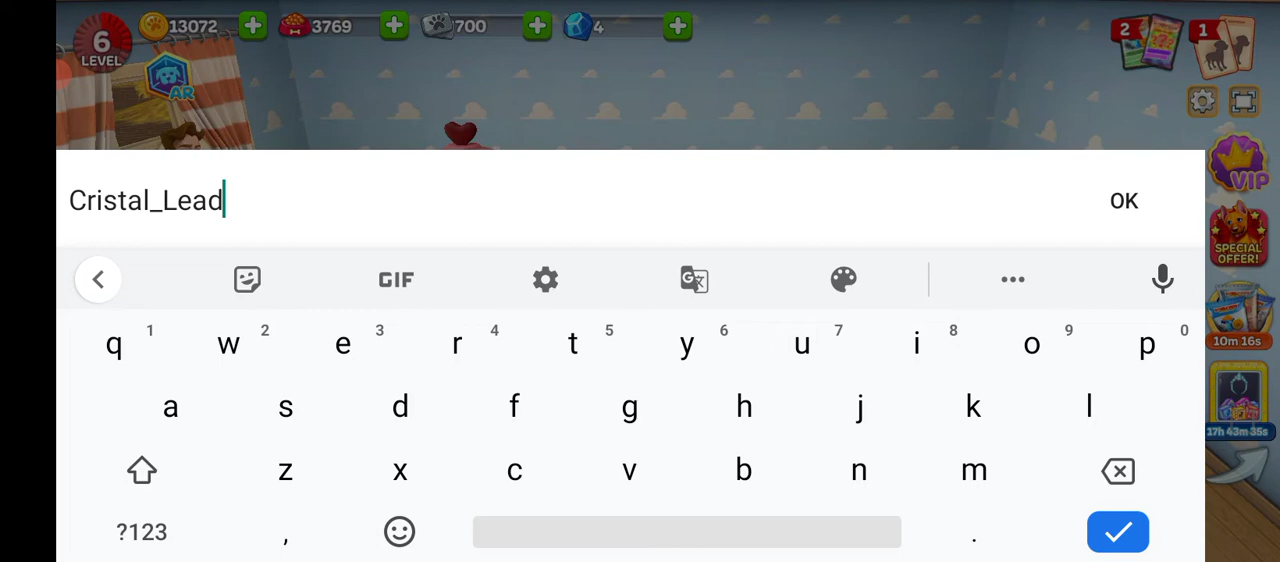 6
LEVEL
13072
3769
700
4
2
1
AR
VIP
SPECIAL
OFFER!
10m 16s
17h 43m 35s
Cristal_Lead
OK
GIF
q 1 w 2 e 3 r 4 t 5 y 6 u 7 i 8 o 9 p 0
a s d f g h j k l
z x c v b n m
?123 , .